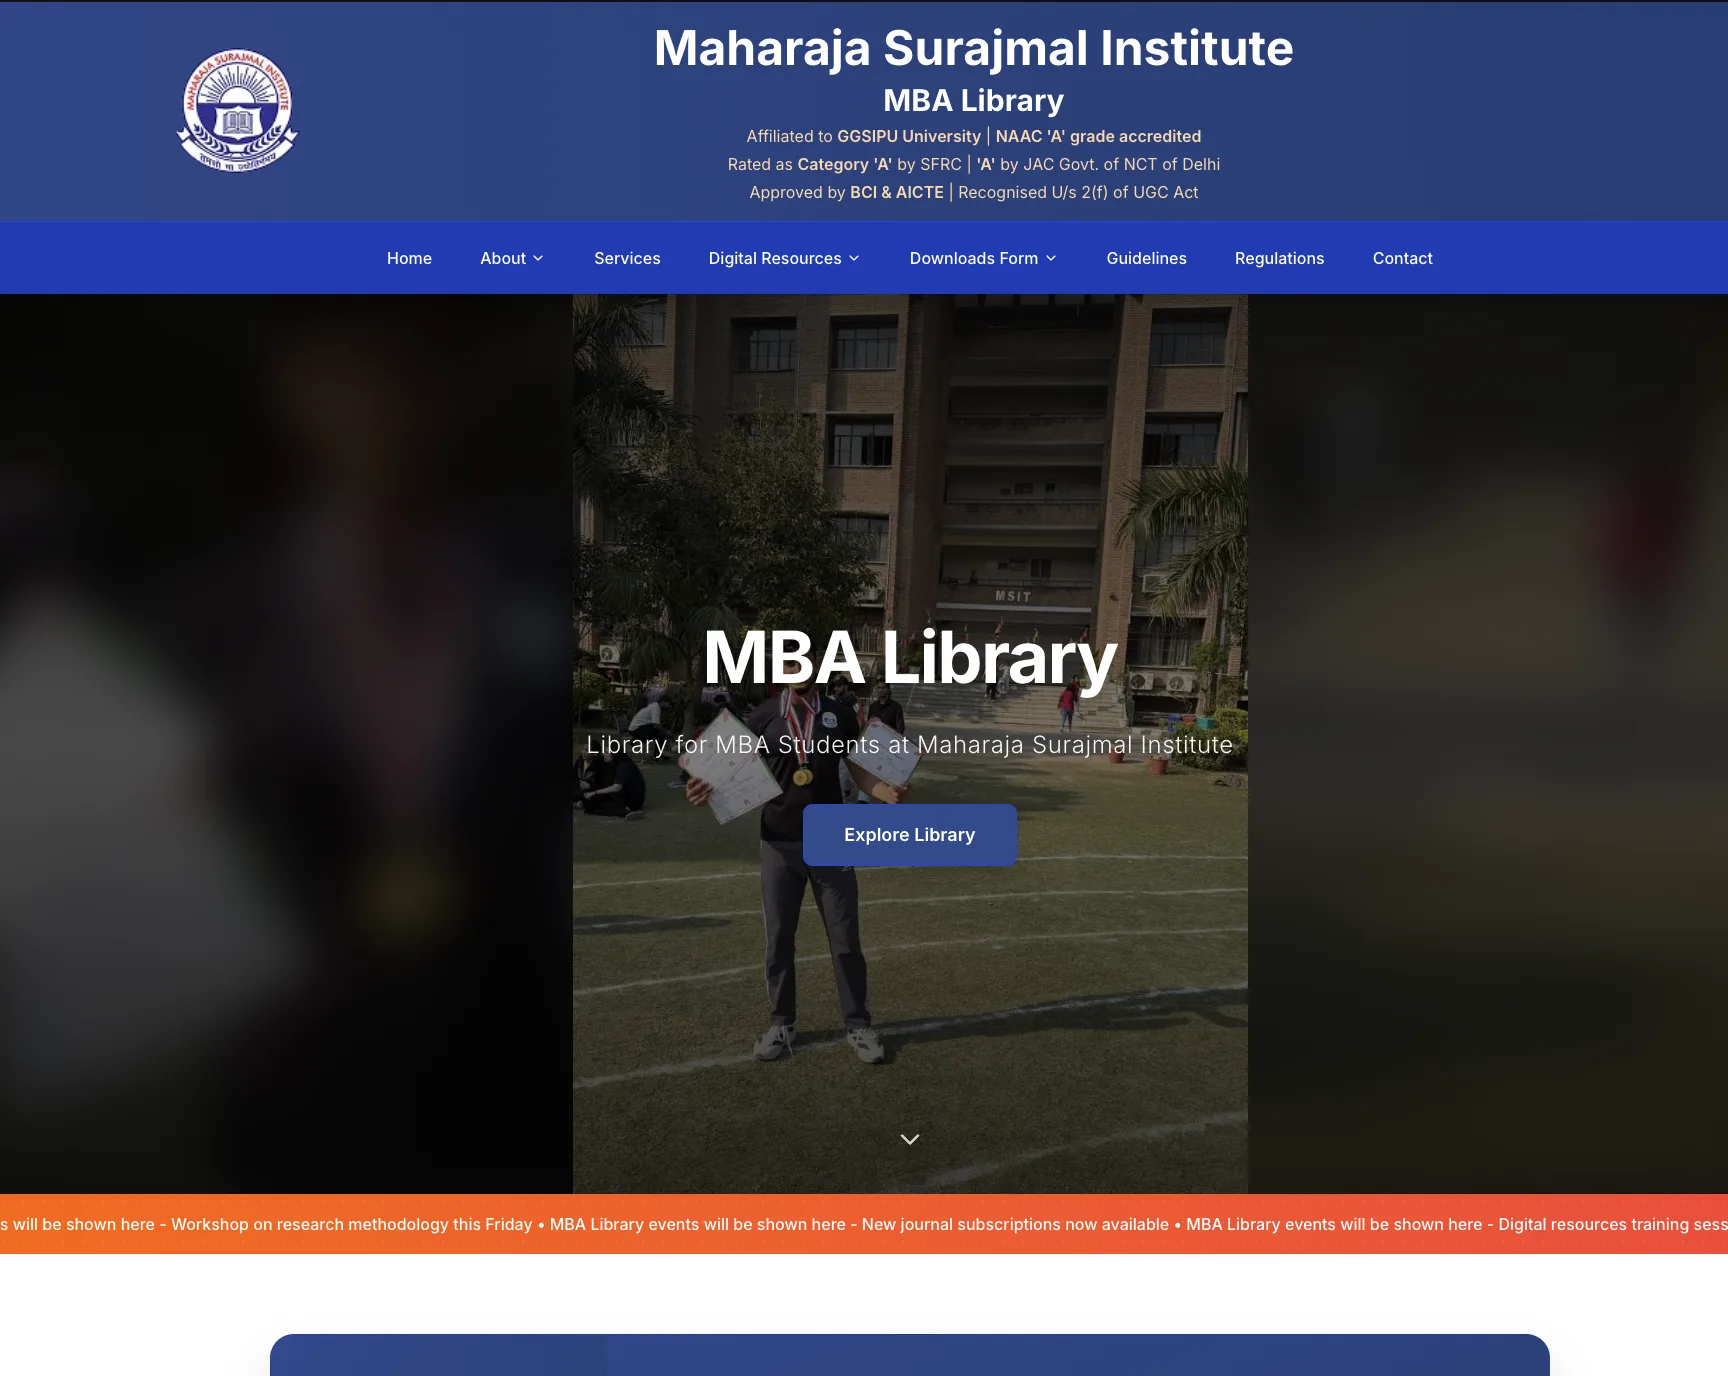 MAHARAJA SURAJMAL INSTITUTE
Maharaja Surajmal Institute
MBA Library
Affiliated to GGSIPU University | NAAC 'A' grade accredited
Rated as Category 'A' by SFRC | 'A' by JAC Govt. of NCT of Delhi
Approved by BCI & AICTE | Recognised U/s 2(f) of UGC Act
Home
About
Services
Digital Resources
Downloads Form
Guidelines
Regulations
Contact
MSIT
MBA Library
Library for MBA Students at Maharaja Surajmal Institute
Explore Library
s will be shown here - Workshop on research methodology this Friday • MBA Library events will be shown here - New journal subscriptions now available • MBA Library events will be shown here - Digital resources training sess